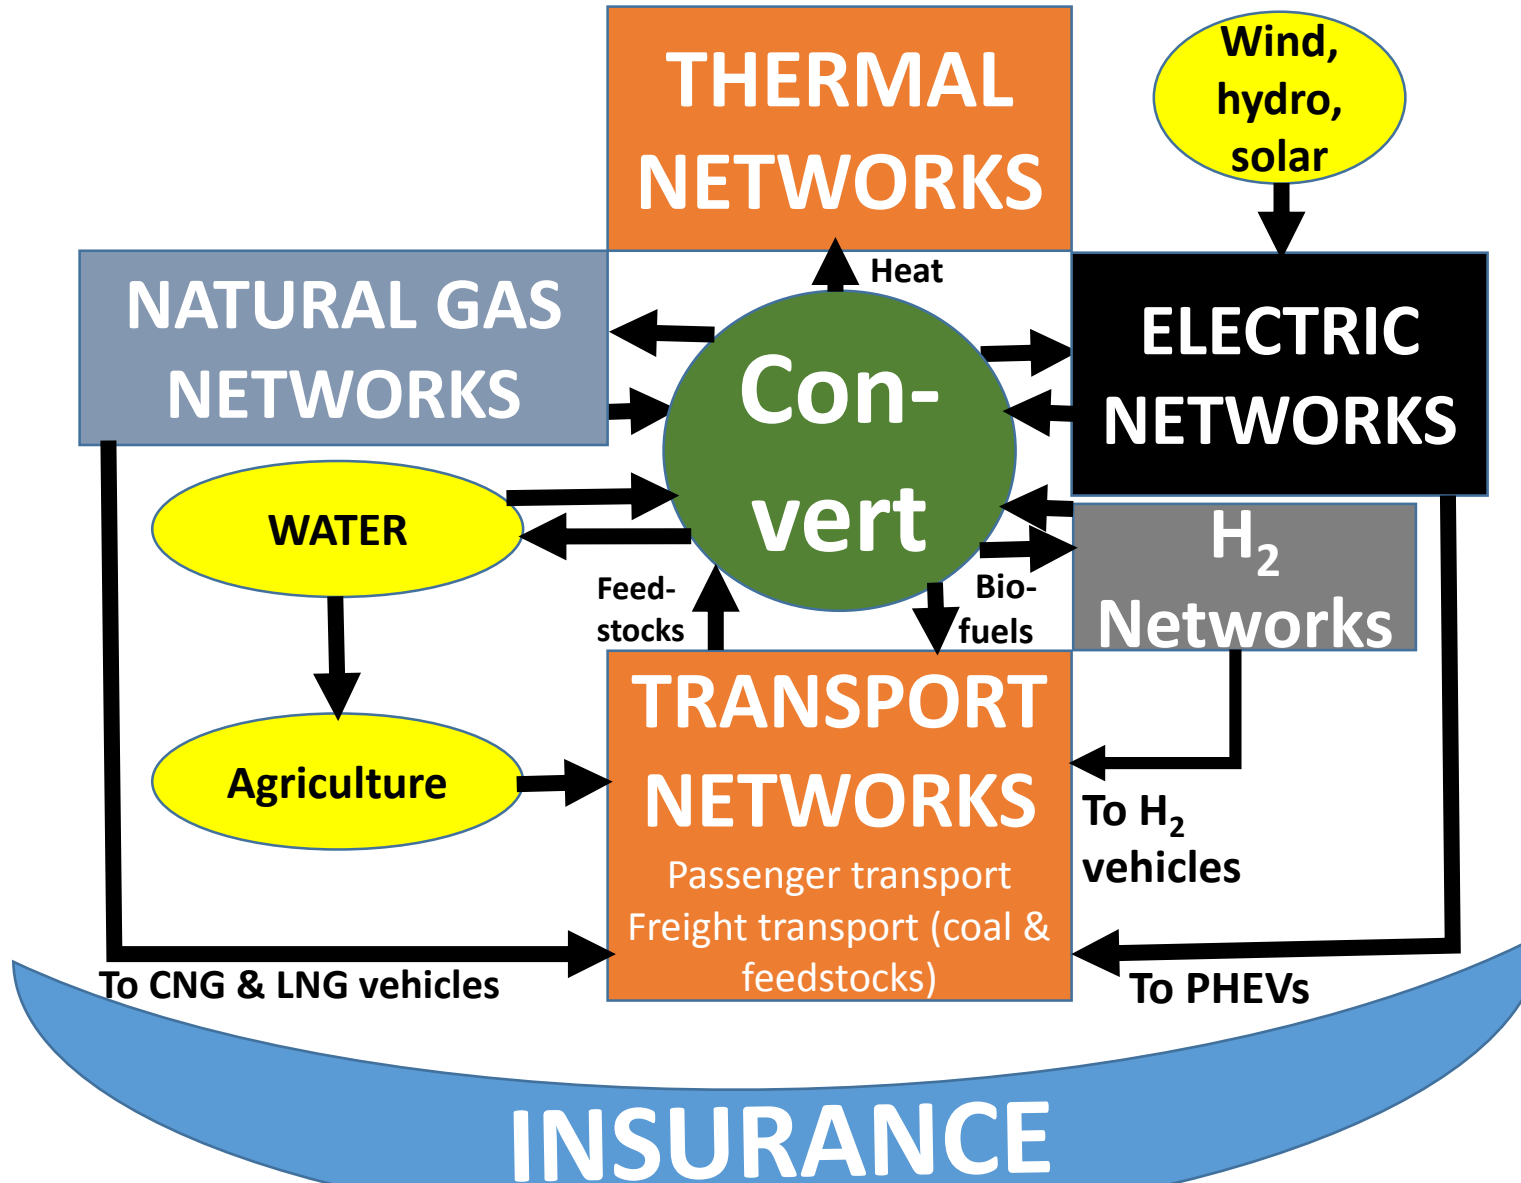 THERMAL
NETWORKS
Wind,
hydro,
solar
Heat
NATURAL GAS
NETWORKS
Con-
vert
ELECTRIC
NETWORKS
WATER
H₂
Networks
Feed-
stocks
Bio-
fuels
TRANSPORT
NETWORKS
Passenger transport
Freight transport (coal &
feedstocks)
Agriculture
To H₂
vehicles
To CNG & LNG vehicles
To PHEVs
INSURANCE